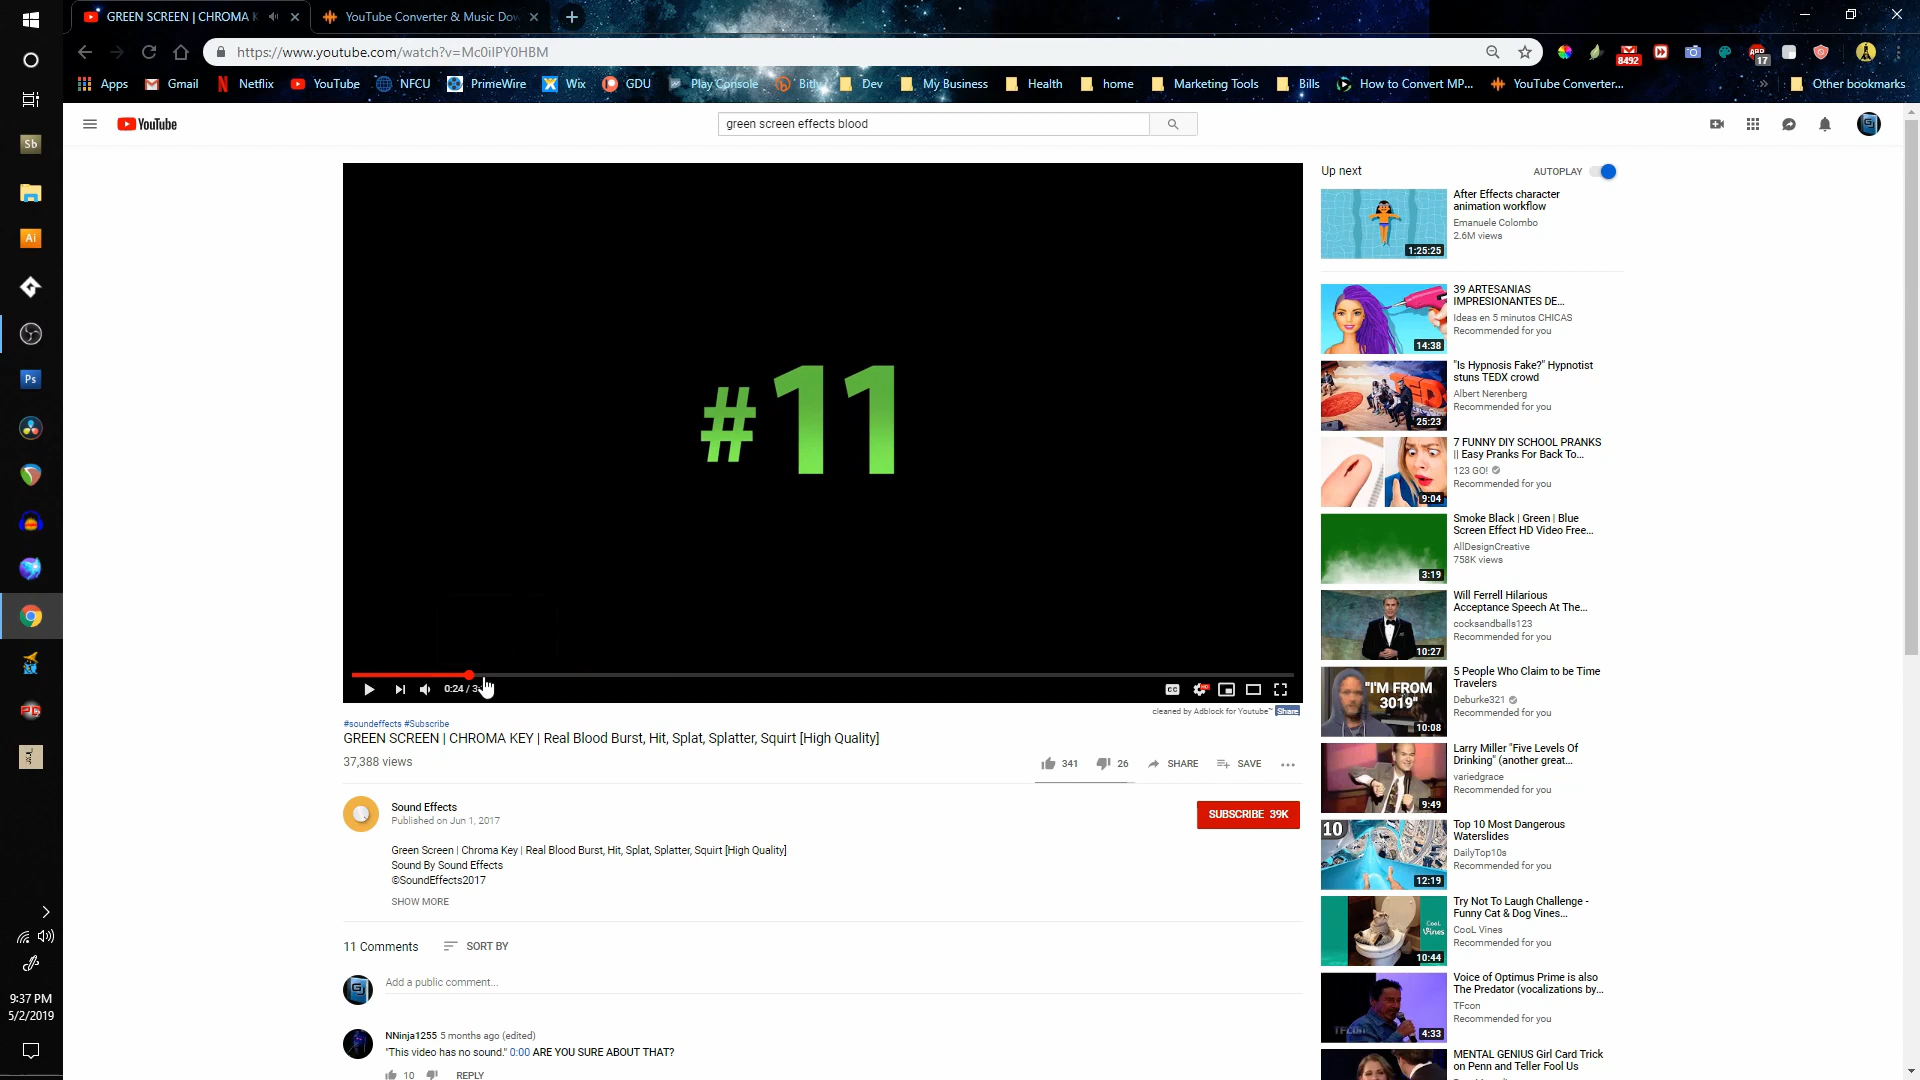 GREEN SCREEN | CHROMA K
YouTube Converter & Music Dow
https://www.youtube.com/watch?v=Mc0iIPY0HBM
8492
17
Apps
Gmail
Netflix
YouTube
NFCU
PrimeWire
Wix
GDU
Play Console
Bitly
Dev
My Business
Health
home
Marketing Tools
Bills
How to Convert MP...
YouTube Converter...
Other bookmarks
YouTube
green screen effects blood
Sb
Ai
Ps
#11
0:24 / 3
CC
cleaned by Adblock for Youtube™ Share
#soundeffects #Subscribe
GREEN SCREEN | CHROMA KEY | Real Blood Burst, Hit, Splat, Splatter, Squirt [High Quality]
37,388 views
341
26
SHARE
SAVE
Sound Effects
Published on Jun 1, 2017
SUBSCRIBE 39K
Green Screen | Chroma Key | Real Blood Burst, Hit, Splat, Splatter, Squirt [High Quality]
Sound By Sound Effects
©SoundEffects2017
SHOW MORE
11 Comments
SORT BY
Add a public comment...
NNinja1255 5 months ago (edited)
"This video has no sound." 0:00 ARE YOU SURE ABOUT THAT?
10
REPLY
Up next
AUTOPLAY
After Effects character
animation workflow
Emanuele Colombo
2.6M views
1:25:25
39 ARTESANIAS
IMPRESIONANTES DE...
Ideas en 5 minutos CHICAS
Recommended for you
14:38
"Is Hypnosis Fake?" Hypnotist
stuns TEDX crowd
Albert Nerenberg
Recommended for you
25:23
7 FUNNY DIY SCHOOL PRANKS
|| Easy Pranks For Back To...
123 GO!
Recommended for you
9:04
Smoke Black | Green | Blue
Screen Effect HD Video Free...
AllDesignCreative
758K views
3:19
Will Ferrell Hilarious
Acceptance Speech At The...
cocksandballs123
Recommended for you
10:27
5 People Who Claim to be Time
Travelers
Deburke321
Recommended for you
"I'M FROM
3019"
10:08
Larry Miller "Five Levels Of
Drinking" (another great...
variedgrace
Recommended for you
9:49
Top 10 Most Dangerous
Waterslides
DailyTop10s
Recommended for you
10
12:19
Try Not To Laugh Challenge -
Funny Cat & Dog Vines...
CooL Vines
Recommended for you
CooL
Vines
10:44
Voice of Optimus Prime is also
The Predator (vocalizations by...
TFcon
Recommended for you
4:33
MENTAL GENIUS Girl Card Trick
on Penn and Teller Fool Us
9:37 PM
5/2/2019